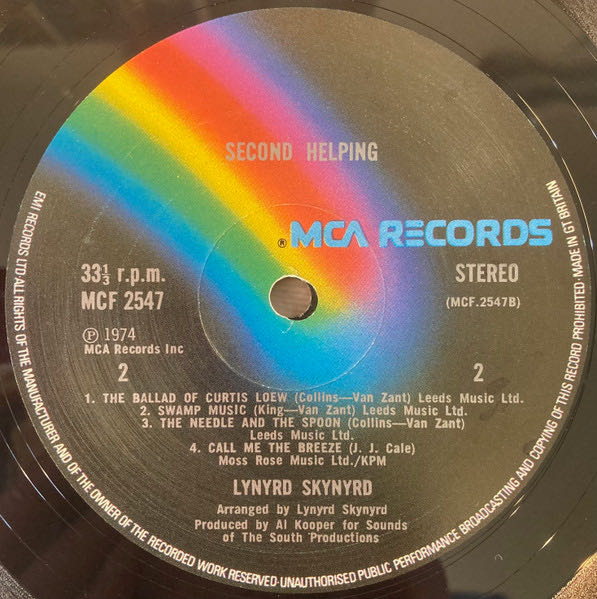 SECOND HELPING
® MCA RECORDS
33⅓ r.p.m.
MCF 2547
STEREO
(MCF.2547B)
Ⓟ 1974
MCA Records Inc
2
2
1. THE BALLAD OF CURTIS LOEW (Collins—Van Zant) Leeds Music Ltd.
2. SWAMP MUSIC (King—Van Zant) Leeds Music Ltd.
3. THE NEEDLE AND THE SPOON (Collins—Van Zant)
Leeds Music Ltd.
4. CALL ME THE BREEZE (J. J. Cale)
Moss Rose Music Ltd./KPM
LYNYRD SKYNYRD
Arranged by Lynyrd Skynyrd
Produced by Al Kooper for Sounds
of The South Productions
EMI RECORDS LTD·ALL RIGHTS OF THE MANUFACTURER AND OF THE OWNER OF THE RECORDED WORK RESERVED·UNAUTHORISED PUBLIC PERFORMANCE BROADCASTING AND COPYING OF THIS RECORD PROHIBITED·MADE IN GT BRITAIN